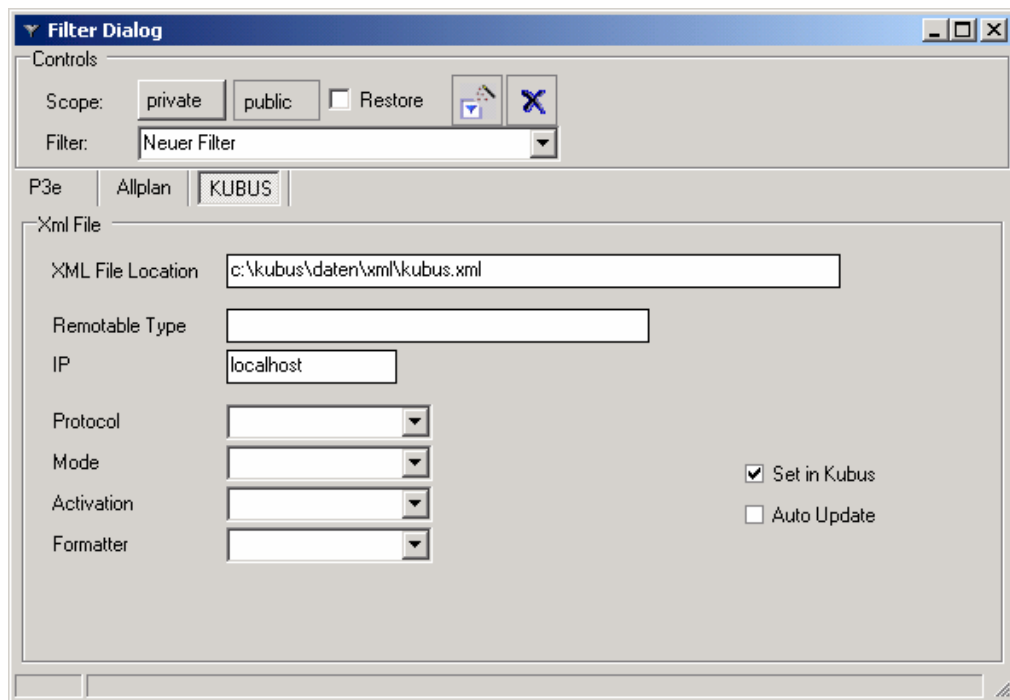 Filter Dialog
Controls
Scope: private public Restore
Filter: Neuer Filter
P3e Allplan KUBUS
Xml File
XML File Location c:\kubus\daten\xml\kubus.xml
Remotable Type
IP localhost
Protocol
Mode
Set in Kubus
Activation
Auto Update
Formatter